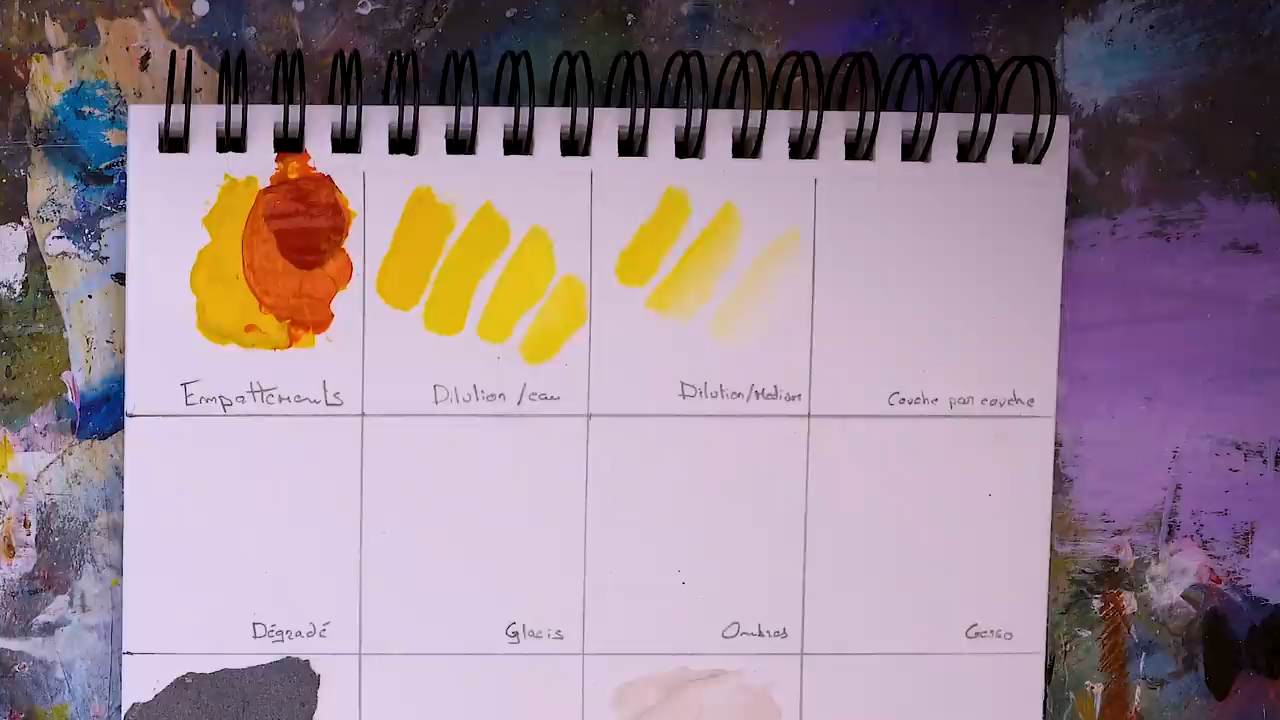 Empattements
Dilution /eau
Dilution/Medium
Couche par couche
Dégradé
Glacis
Ombres
Gesso